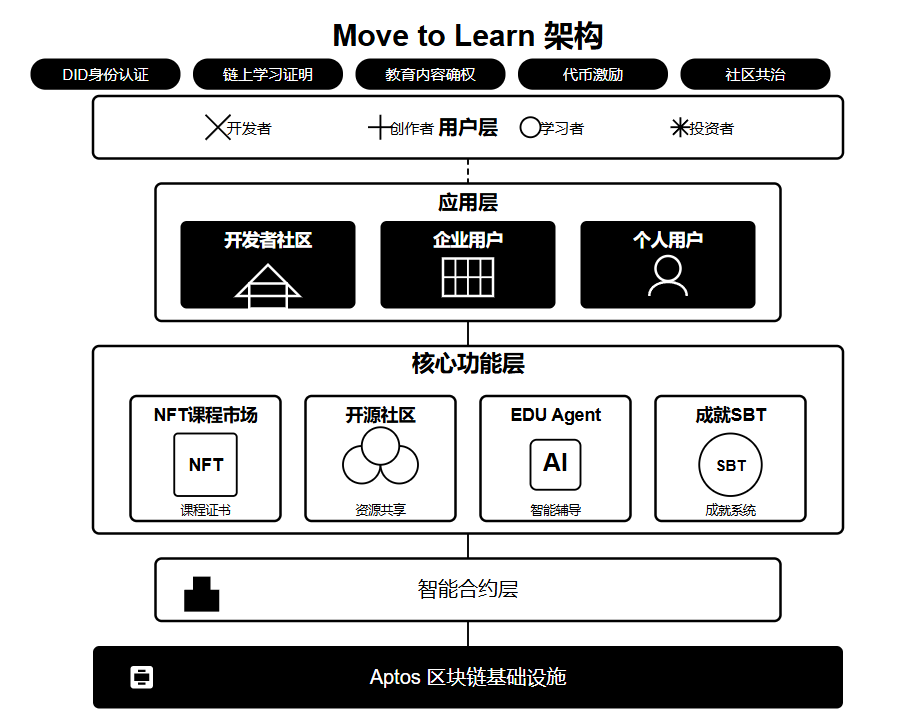 Move to Learn 架构
DID身份认证
链上学习证明
教育内容确权
代币激励
社区共治
开发者
创作者
用户层
学习者
投资者
应用层
开发者社区
企业用户
个人用户
核心功能层
NFT课程市场
开源社区
EDU Agent
成就SBT
NFT
AI
SBT
课程证书
资源共享
智能辅导
成就系统
智能合约层
Aptos 区块链基础设施